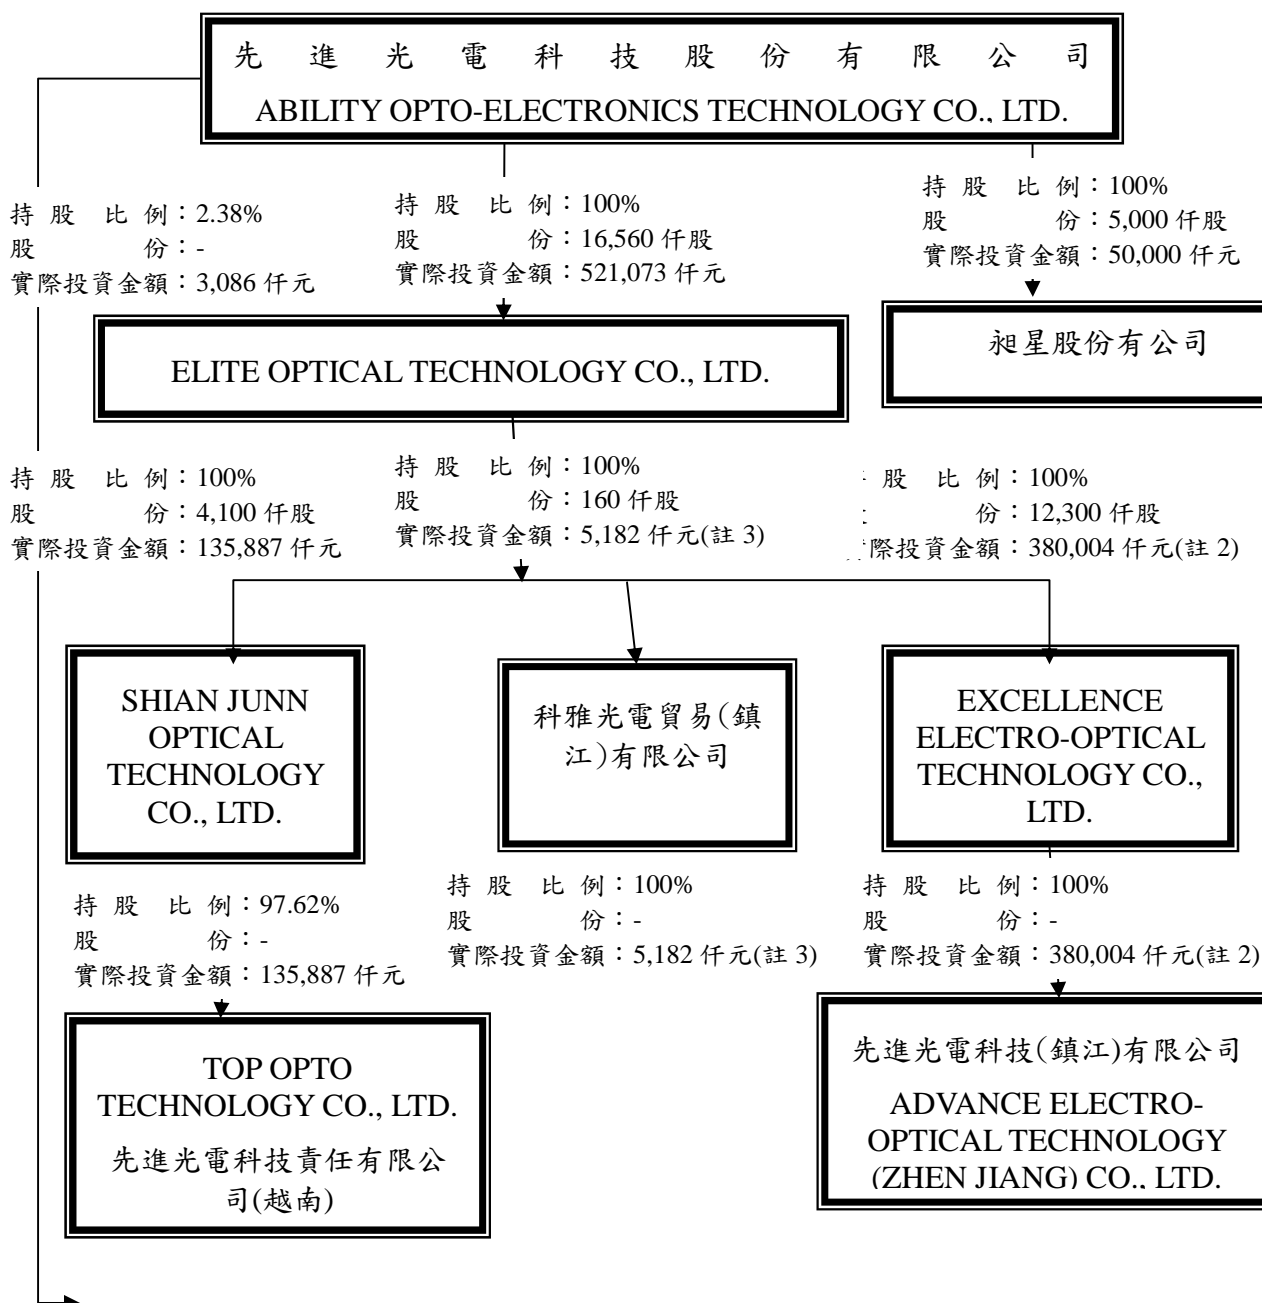 先進光電科技股份有限公司
ABILITY OPTO-ELECTRONICS TECHNOLOGY CO., LTD.
持股比例：2.38%
股份：-
實際投資金額：3,086 仟元
持股比例：100%
股份：16,560 仟股
實際投資金額：521,073 仟元
持股比例：100%
股份：5,000 仟股
實際投資金額：50,000 仟元
ELITE OPTICAL TECHNOLOGY CO., LTD.
昶星股份有公司
持股比例：100%
股份：4,100 仟股
實際投資金額：135,887 仟元
持股比例：100%
股份：160 仟股
實際投資金額：5,182 仟元(註 3)
股比例：100%
份：12,300 仟股
際投資金額：380,004 仟元(註 2)
SHIAN JUNN
OPTICAL
TECHNOLOGY
CO., LTD.
科雅光電貿易(鎮
江)有限公司
EXCELLENCE
ELECTRO-OPTICAL
TECHNOLOGY CO.,
LTD.
持股比例：97.62%
股份：-
實際投資金額：135,887 仟元
持股比例：100%
股份：-
實際投資金額：5,182 仟元(註 3)
持股比例：100%
股份：-
實際投資金額：380,004 仟元(註 2)
TOP OPTO
TECHNOLOGY CO., LTD.
先進光電科技責任有限公
司(越南)
先進光電科技(鎮江)有限公司
ADVANCE ELECTRO-
OPTICAL TECHNOLOGY
(ZHEN JIANG) CO., LTD.